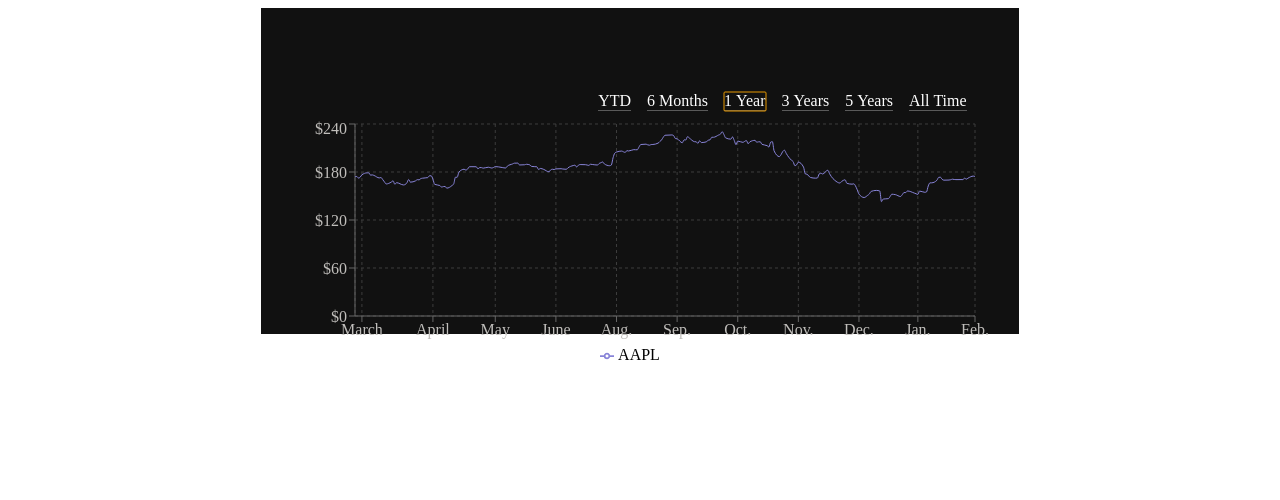 YTD 6 Months 1 Year 3 Years 5 Years All Time
$240
$180
$120
$60
$0
March April May June Aug. Sep. Oct. Nov. Dec. Jan. Feb.
AAPL